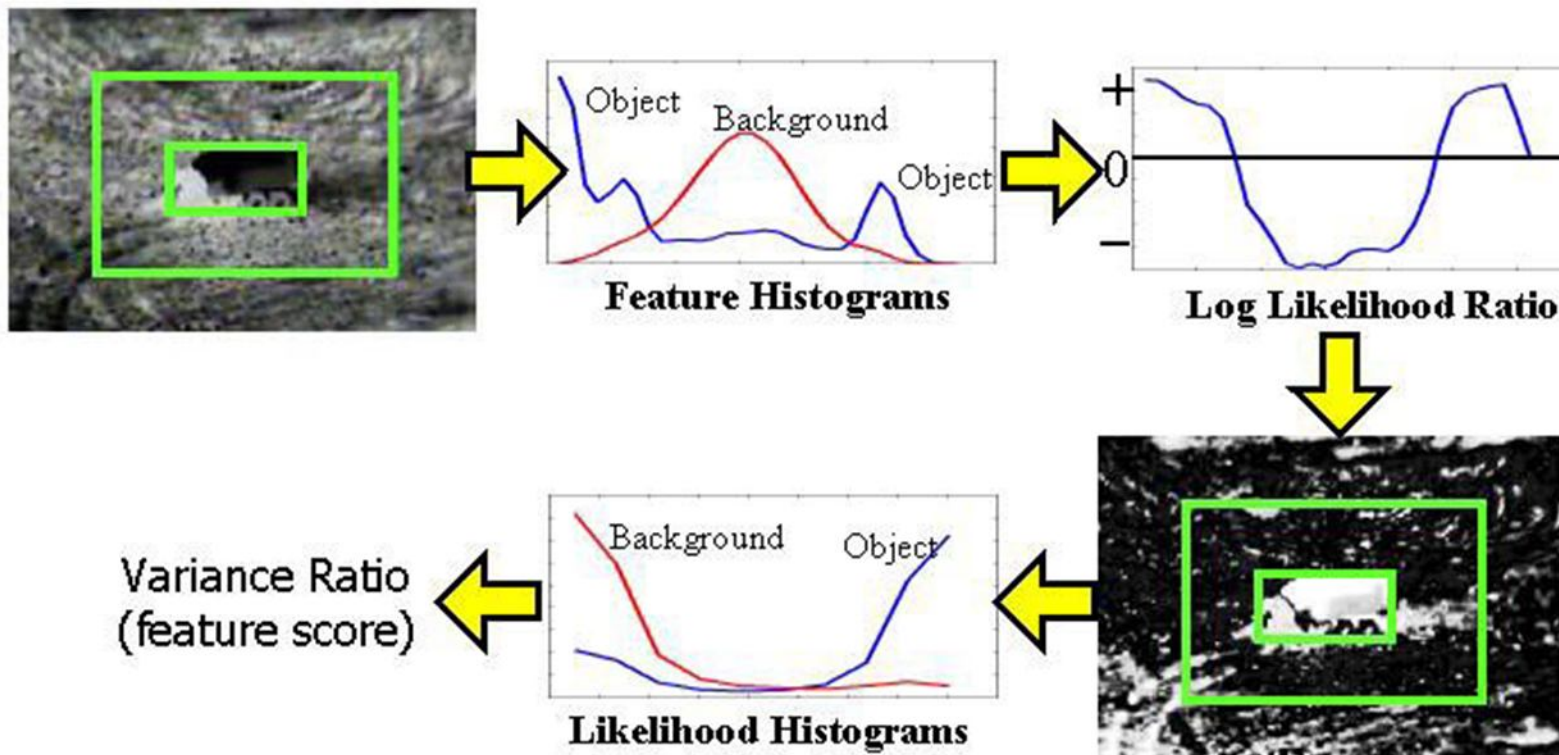 Object
Background
Object
Feature Histograms
+
0
−
Log Likelihood Ratio
Background
Object
Likelihood Histograms
Variance Ratio
(feature score)